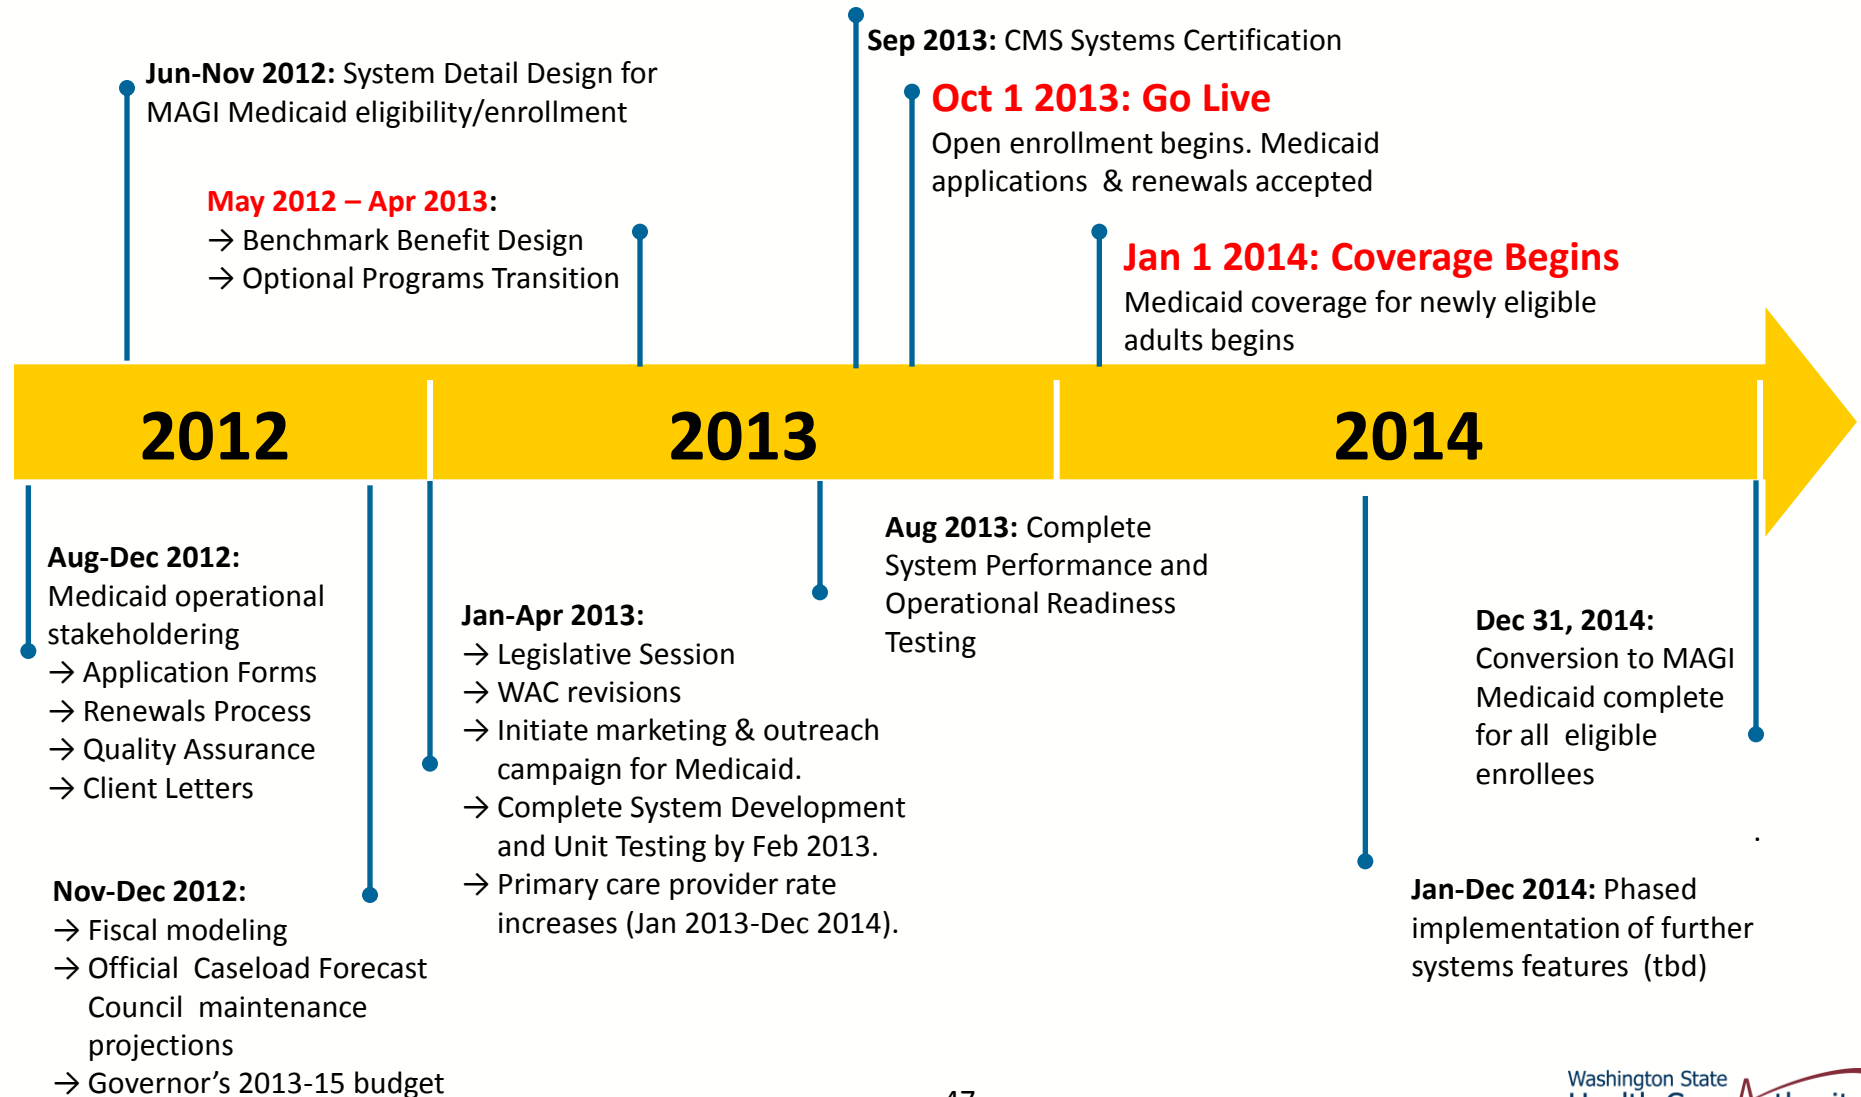 Sep 2013: CMS Systems Certification
Jun-Nov 2012: System Detail Design for
MAGI Medicaid eligibility/enrollment
Oct 1 2013: Go Live
Open enrollment begins. Medicaid
applications & renewals accepted
May 2012 – Apr 2013:
→ Benchmark Benefit Design
→ Optional Programs Transition
Jan 1 2014: Coverage Begins
Medicaid coverage for newly eligible
adults begins
2012
2013
2014
Aug-Dec 2012:
Medicaid operational
stakeholdering
→ Application Forms
→ Renewals Process
→ Quality Assurance
→ Client Letters
Nov-Dec 2012:
→ Fiscal modeling
→ Official Caseload Forecast
Council maintenance
projections
→ Governor's 2013-15 budget
Jan-Apr 2013:
→ Legislative Session
→ WAC revisions
→ Initiate marketing & outreach
campaign for Medicaid.
→ Complete System Development
and Unit Testing by Feb 2013.
→ Primary care provider rate
increases (Jan 2013-Dec 2014).
Aug 2013: Complete
System Performance and
Operational Readiness
Testing
Dec 31, 2014:
Conversion to MAGI
Medicaid complete
for all eligible
enrollees
.
Jan-Dec 2014: Phased
implementation of further
systems features (tbd)
47
Washington State